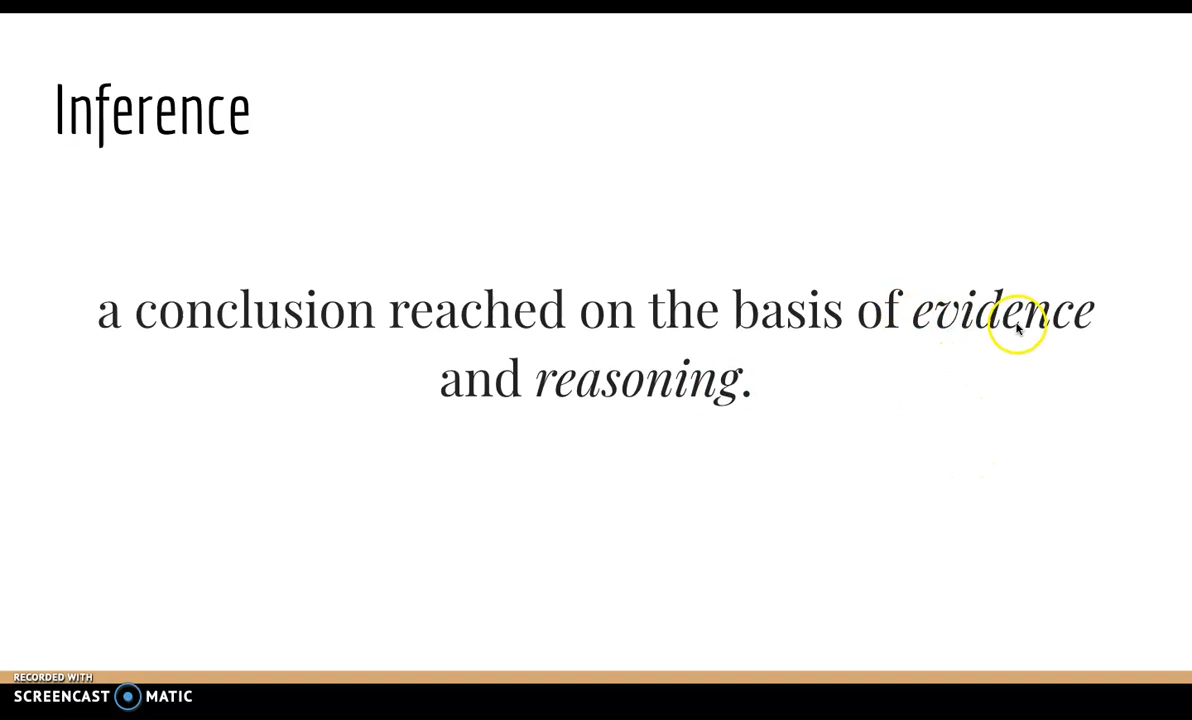 Inference
a conclusion reached on the basis of evidence
and reasoning.
RECORDED WITH
SCREENCAST MATIC